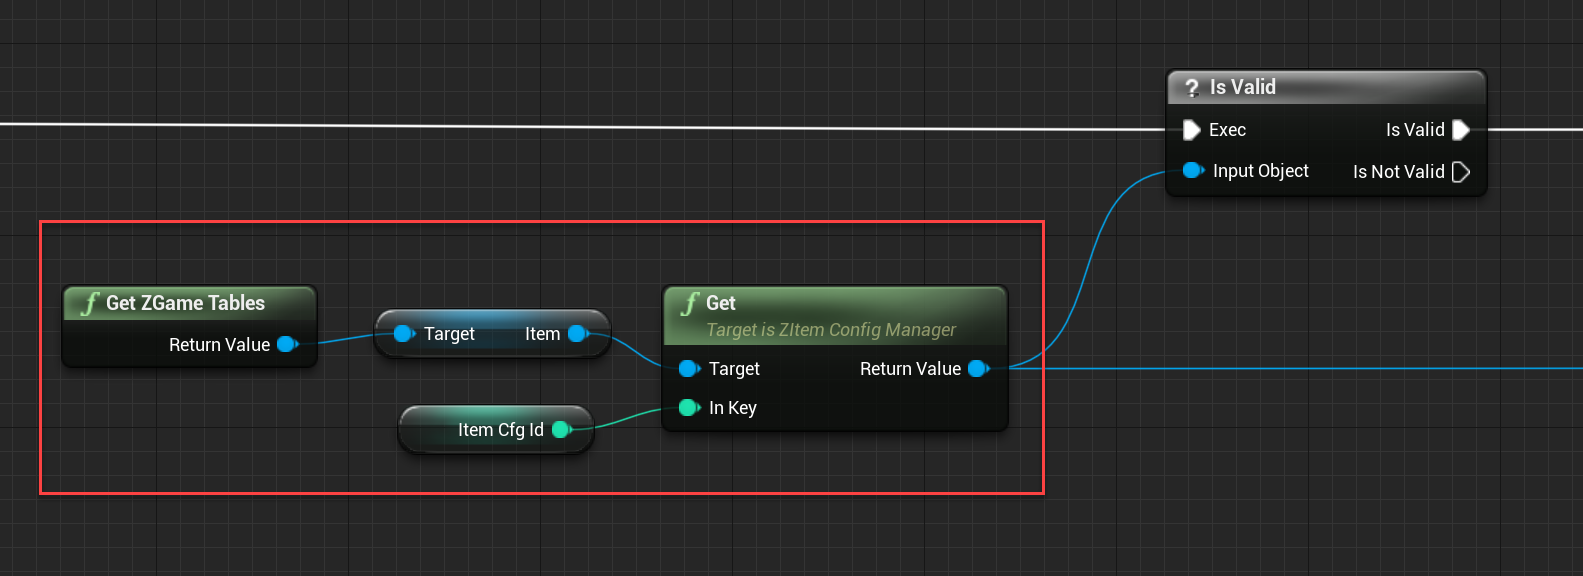 ? Is Valid
Exec
Is Valid
Input Object
Is Not Valid
f Get ZGame Tables
Return Value
Target
Item
Item Cfg Id
f Get
Target is ZItem Config Manager
Target
Return Value
In Key